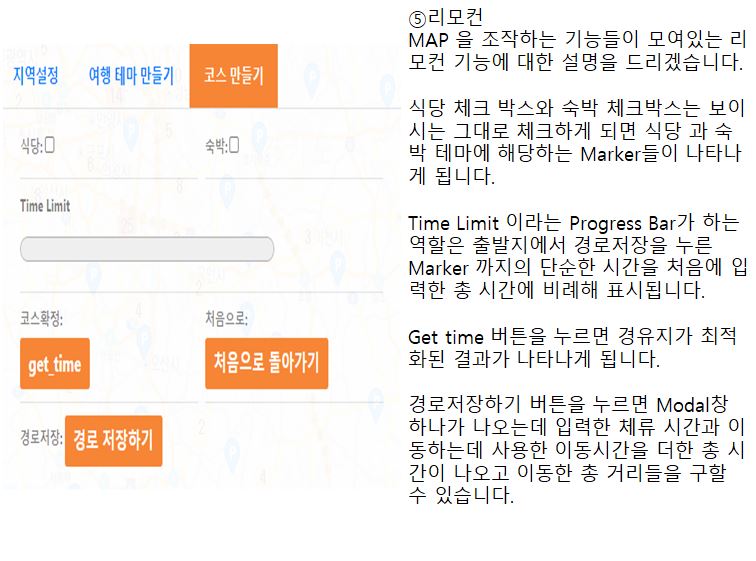 지역설정 여행 테마 만들기 코스 만들기
식당: 숙박:
Time Limit
코스확정: 처음으로:
get_time 처음으로 돌아가기
경로저장: 경로 저장하기
⑤리모컨
MAP 을 조작하는 기능들이 모여있는 리
모컨 기능에 대한 설명을 드리겠습니다.
식당 체크 박스와 숙박 체크박스는 보이
시는 그대로 체크하게 되면 식당 과 숙
박 테마에 해당하는 Marker들이 나타나
게 됩니다.
Time Limit 이라는 Progress Bar가 하는
역할은 출발지에서 경로저장을 누른
Marker 까지의 단순한 시간을 처음에 입
력한 총 시간에 비례해 표시됩니다.
Get time 버튼을 누르면 경유지가 최적
화된 결과가 나타나게 됩니다.
경로저장하기 버튼을 누르면 Modal창
하나가 나오는데 입력한 체류 시간과 이
동하는데 사용한 이동시간을 더한 총 시
간이 나오고 이동한 총 거리들을 구할
수 있습니다.